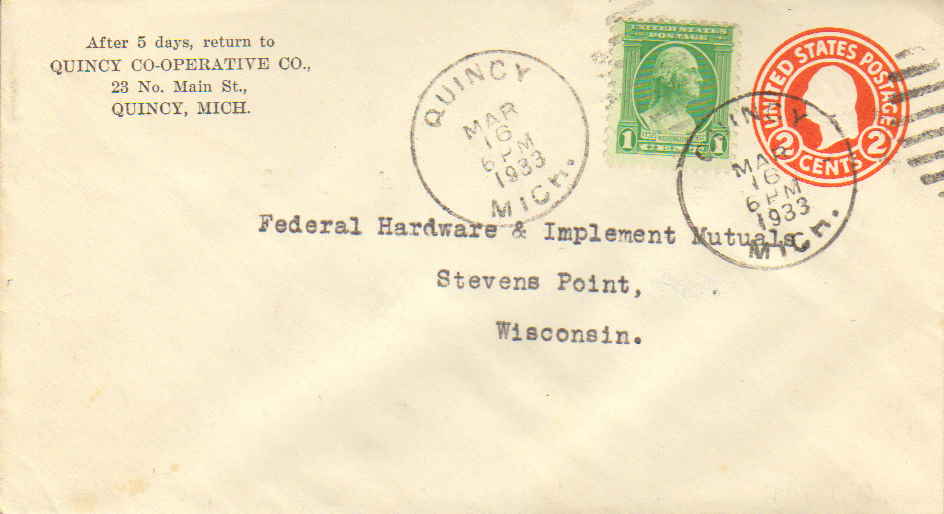 After 5 days, return to
QUINCY CO-OPERATIVE CO.,
23 No. Main St.,
QUINCY, MICH.
QUINCY
MAR
16
6 PM
1933
MICH.
UNITED STATES
POSTAGE
1 1
UNITED STATES POSTAGE
2 CENTS 2
QUINCY
MAR
16
6 PM
1933
MICH.
Federal Hardware & Implement Mutuals
Stevens Point,
Wisconsin.